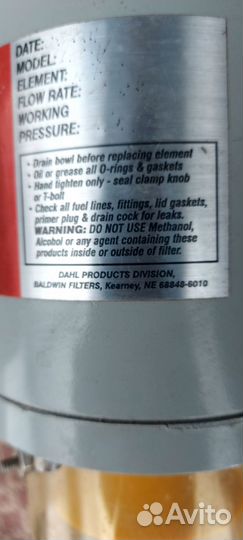 DATE:
MODEL:
ELEMENT:
FLOW RATE:
WORKING
PRESSURE:
• Drain bowl before replacing element
• Oil or grease all O-rings & gaskets
• Hand tighten only - seal clamp knob
or T-bolt
• Check all fuel lines, fittings, lid gaskets,
primer plug & drain cock for leaks.
WARNING: DO NOT USE Methanol,
Alcohol or any agent containing these
products inside or outside of filter.
DAHL PRODUCTS DIVISION,
BALDWIN FILTERS, Kearney, NE 68848-6010
Avito